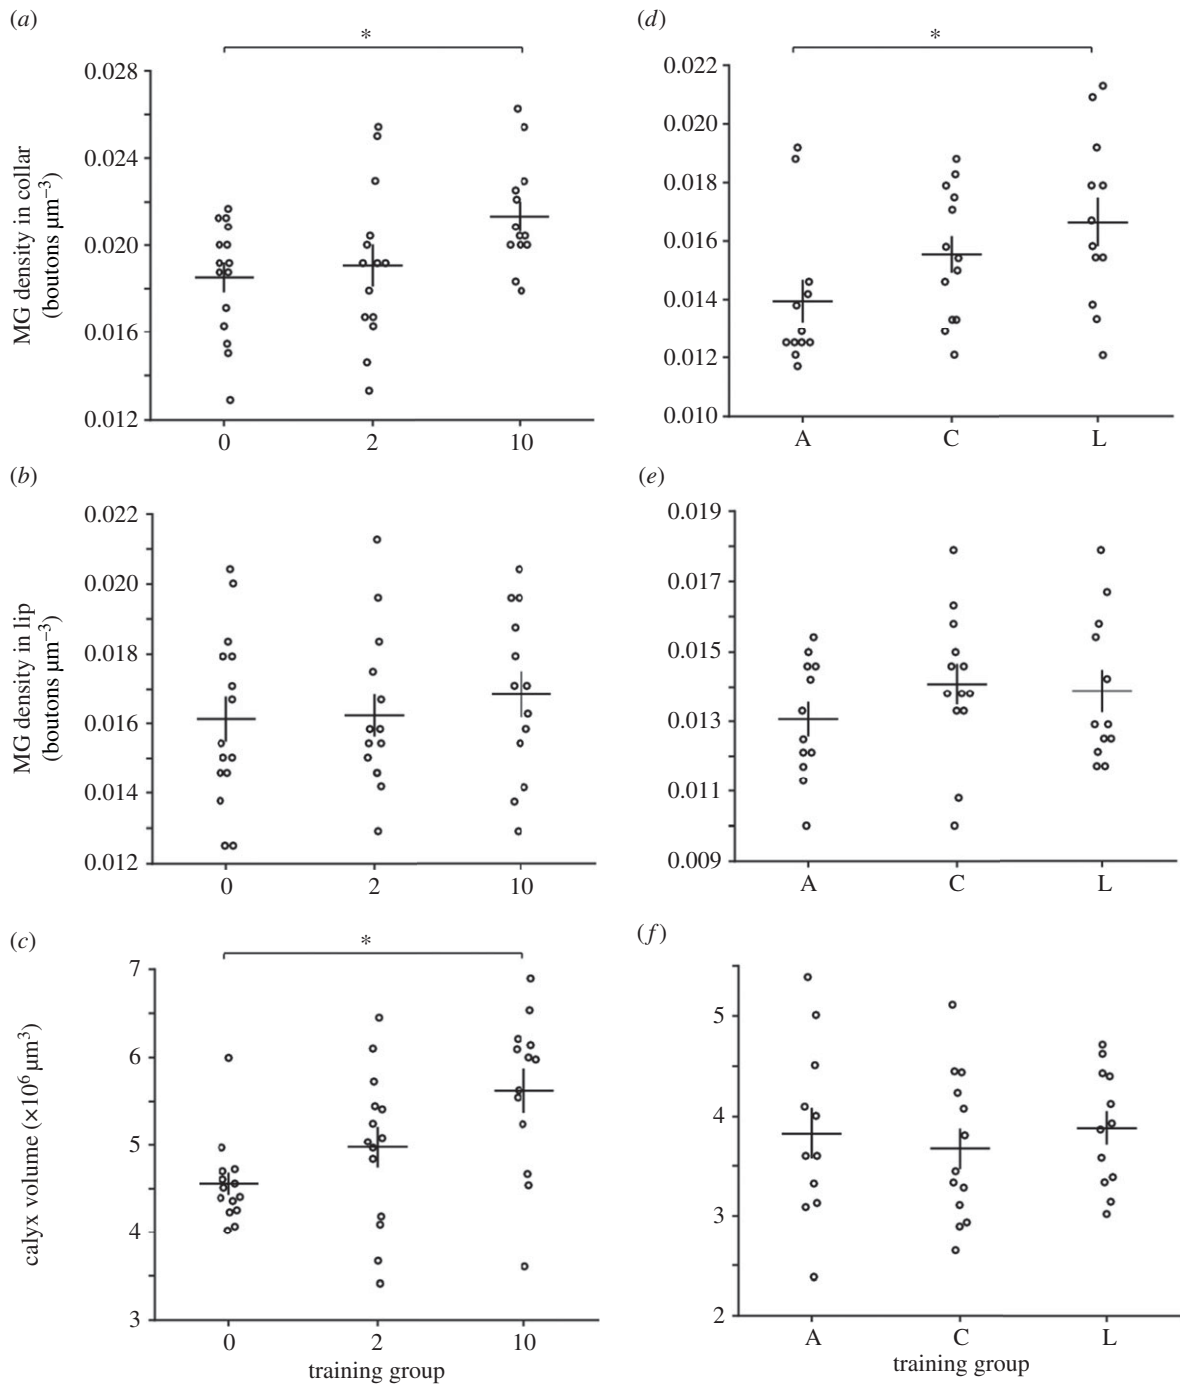 (a)
*
MG density in collar
(boutons µm⁻³)
0.028
0.024
0.020
0.016
0.012
0 2 10
(d)
*
0.022
0.020
0.018
0.016
0.014
0.012
0.010
A C L
(b)
MG density in lip
(boutons µm⁻³)
0.022
0.020
0.018
0.016
0.014
0.012
0 2 10
(e)
0.019
0.017
0.015
0.013
0.011
0.009
A C L
(c)
*
calyx volume (×10⁶ µm³)
7
6
5
4
3
0 2 10
training group
(f)
5
4
3
2
A C L
training group